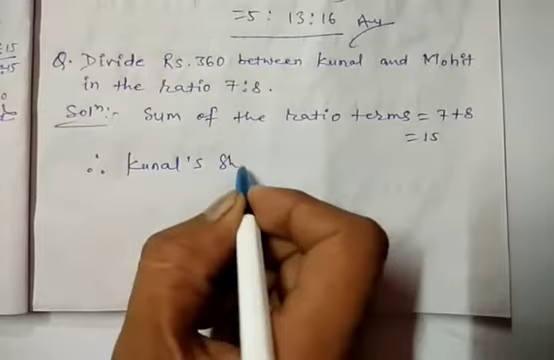 =5 : 13:16 Ans
Q. Divide Rs. 360 between Kunal and Mohit
in the ratio 7:8.
Solⁿ:- Sum of the ratio terms = 7+8
= 15
∴ Kunal's Sh